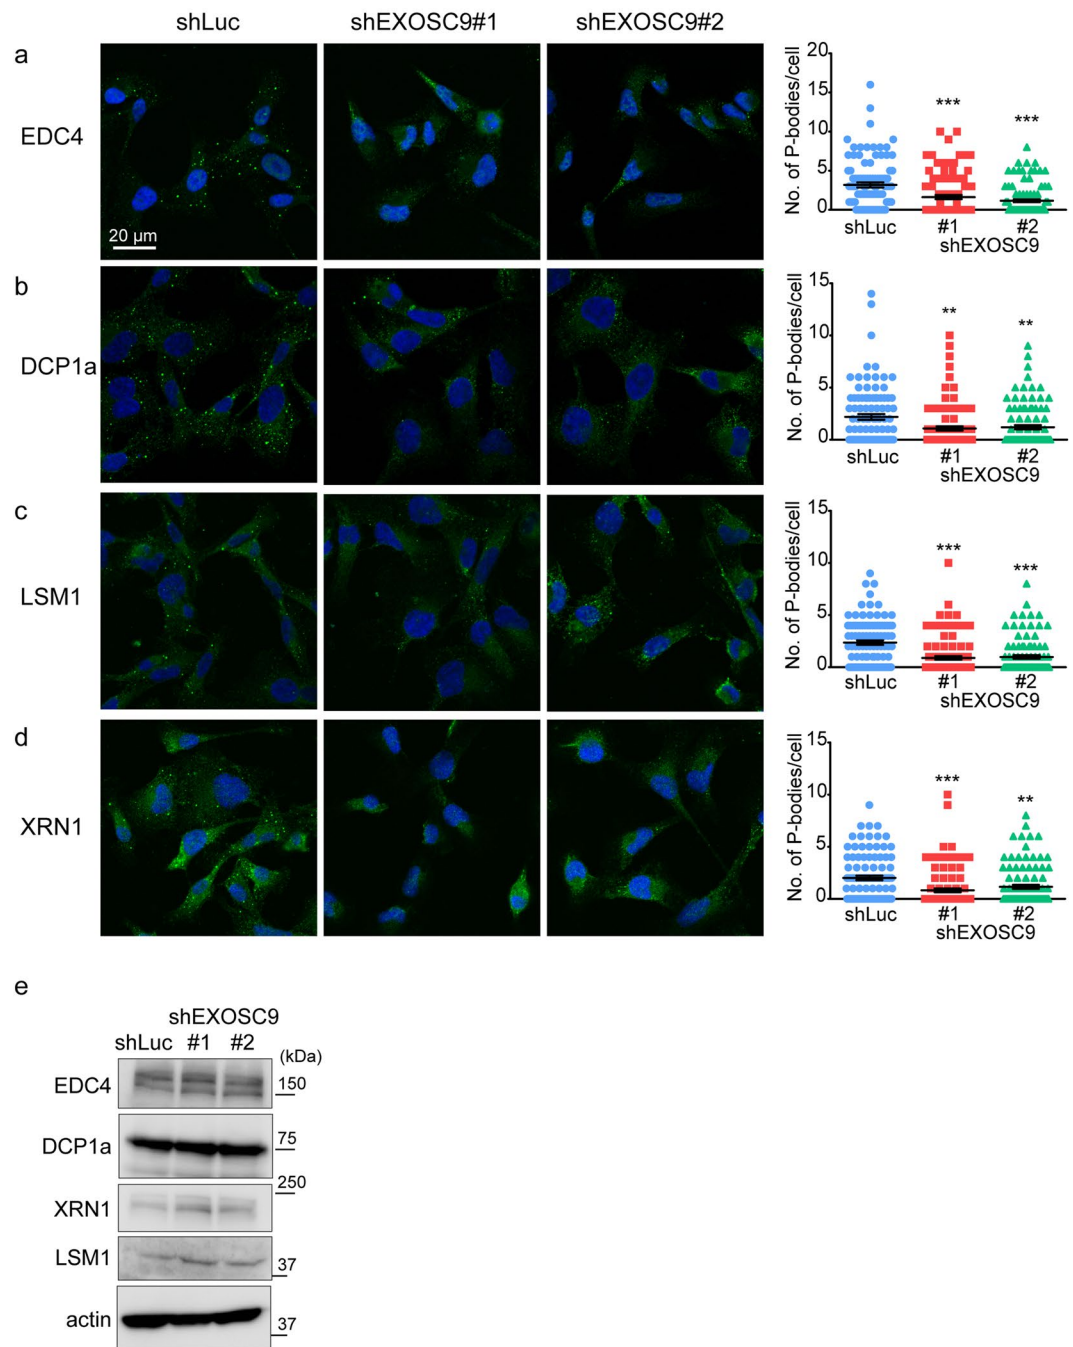 shLuc shEXOSC9#1 shEXOSC9#2
a
EDC4
20 µm
No. of P-bodies/cell
20
15
10
5
0
***
***
shLuc #1 #2
shEXOSC9
b
DCP1a
No. of P-bodies/cell
15
10
5
0
**
**
shLuc #1 #2
shEXOSC9
c
LSM1
No. of P-bodies/cell
15
10
5
0
***
***
shLuc #1 #2
shEXOSC9
d
XRN1
No. of P-bodies/cell
15
10
5
0
***
**
shLuc #1 #2
shEXOSC9
e
shEXOSC9
shLuc #1 #2
(kDa)
EDC4 150
DCP1a 75
250
XRN1
LSM1 37
actin 37